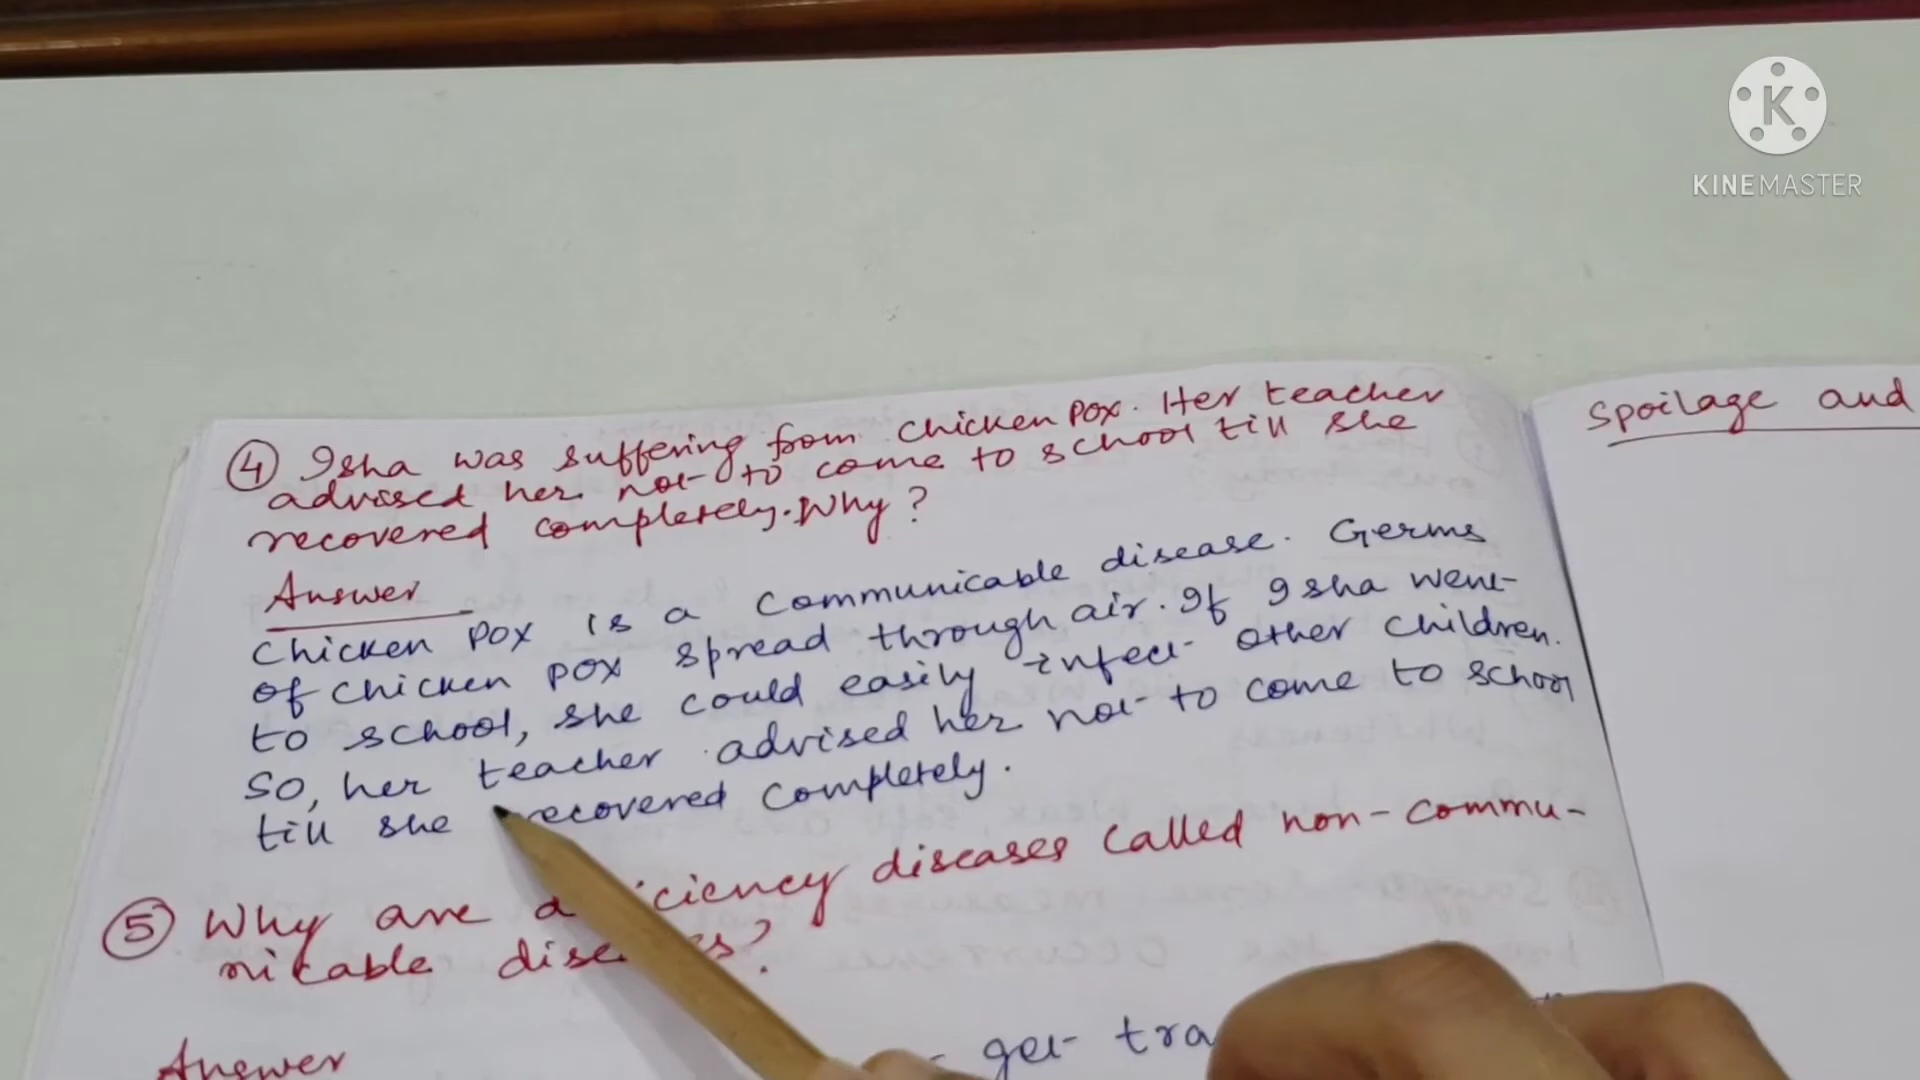 KINEMASTER
④ Isha was suffering from chicken pox. Her teacher
advised her not to come to school till she
recovered completely. Why?
Answer
Chicken pox is a communicable disease. Germs
of chicken pox spread through air. If Isha went
to school, she could easily infect other children.
So, her teacher advised her not to come to school
till she recovered completely.
⑤ Why are diseases called non-commu-
nicable
Answer
get
Spoilage and